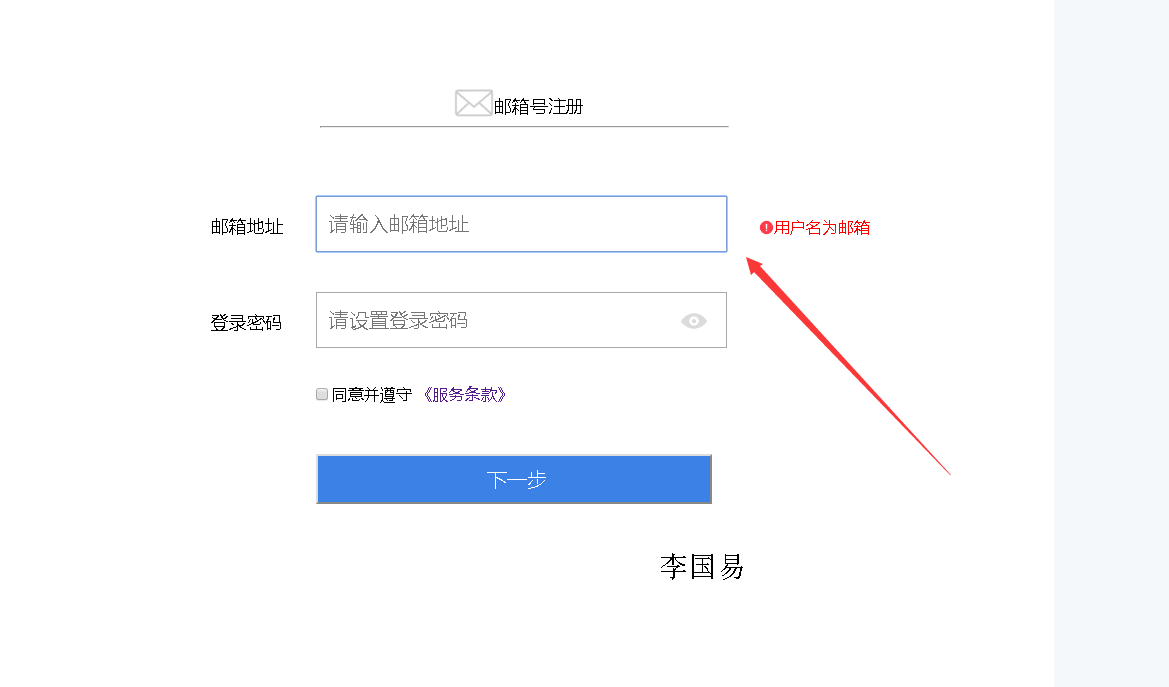 邮箱号注册
邮箱地址 请输入邮箱地址 用户名为邮箱
登录密码 请设置登录密码
同意并遵守 《服务条款》
下一步
李国易